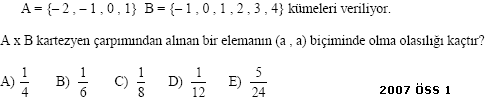 A = {– 2 , – 1 , 0 , 1}  B = {– 1 , 0 , 1 , 2 , 3 , 4} kümeleri veriliyor.
A x B kartezyen çarpımından alınan bir elemanın (a , a) biçiminde olma olasılığı kaçtır?
A) 1/4  B) 1/6  C) 1/8  D) 1/12  E) 5/24
2007 ÖSS 1